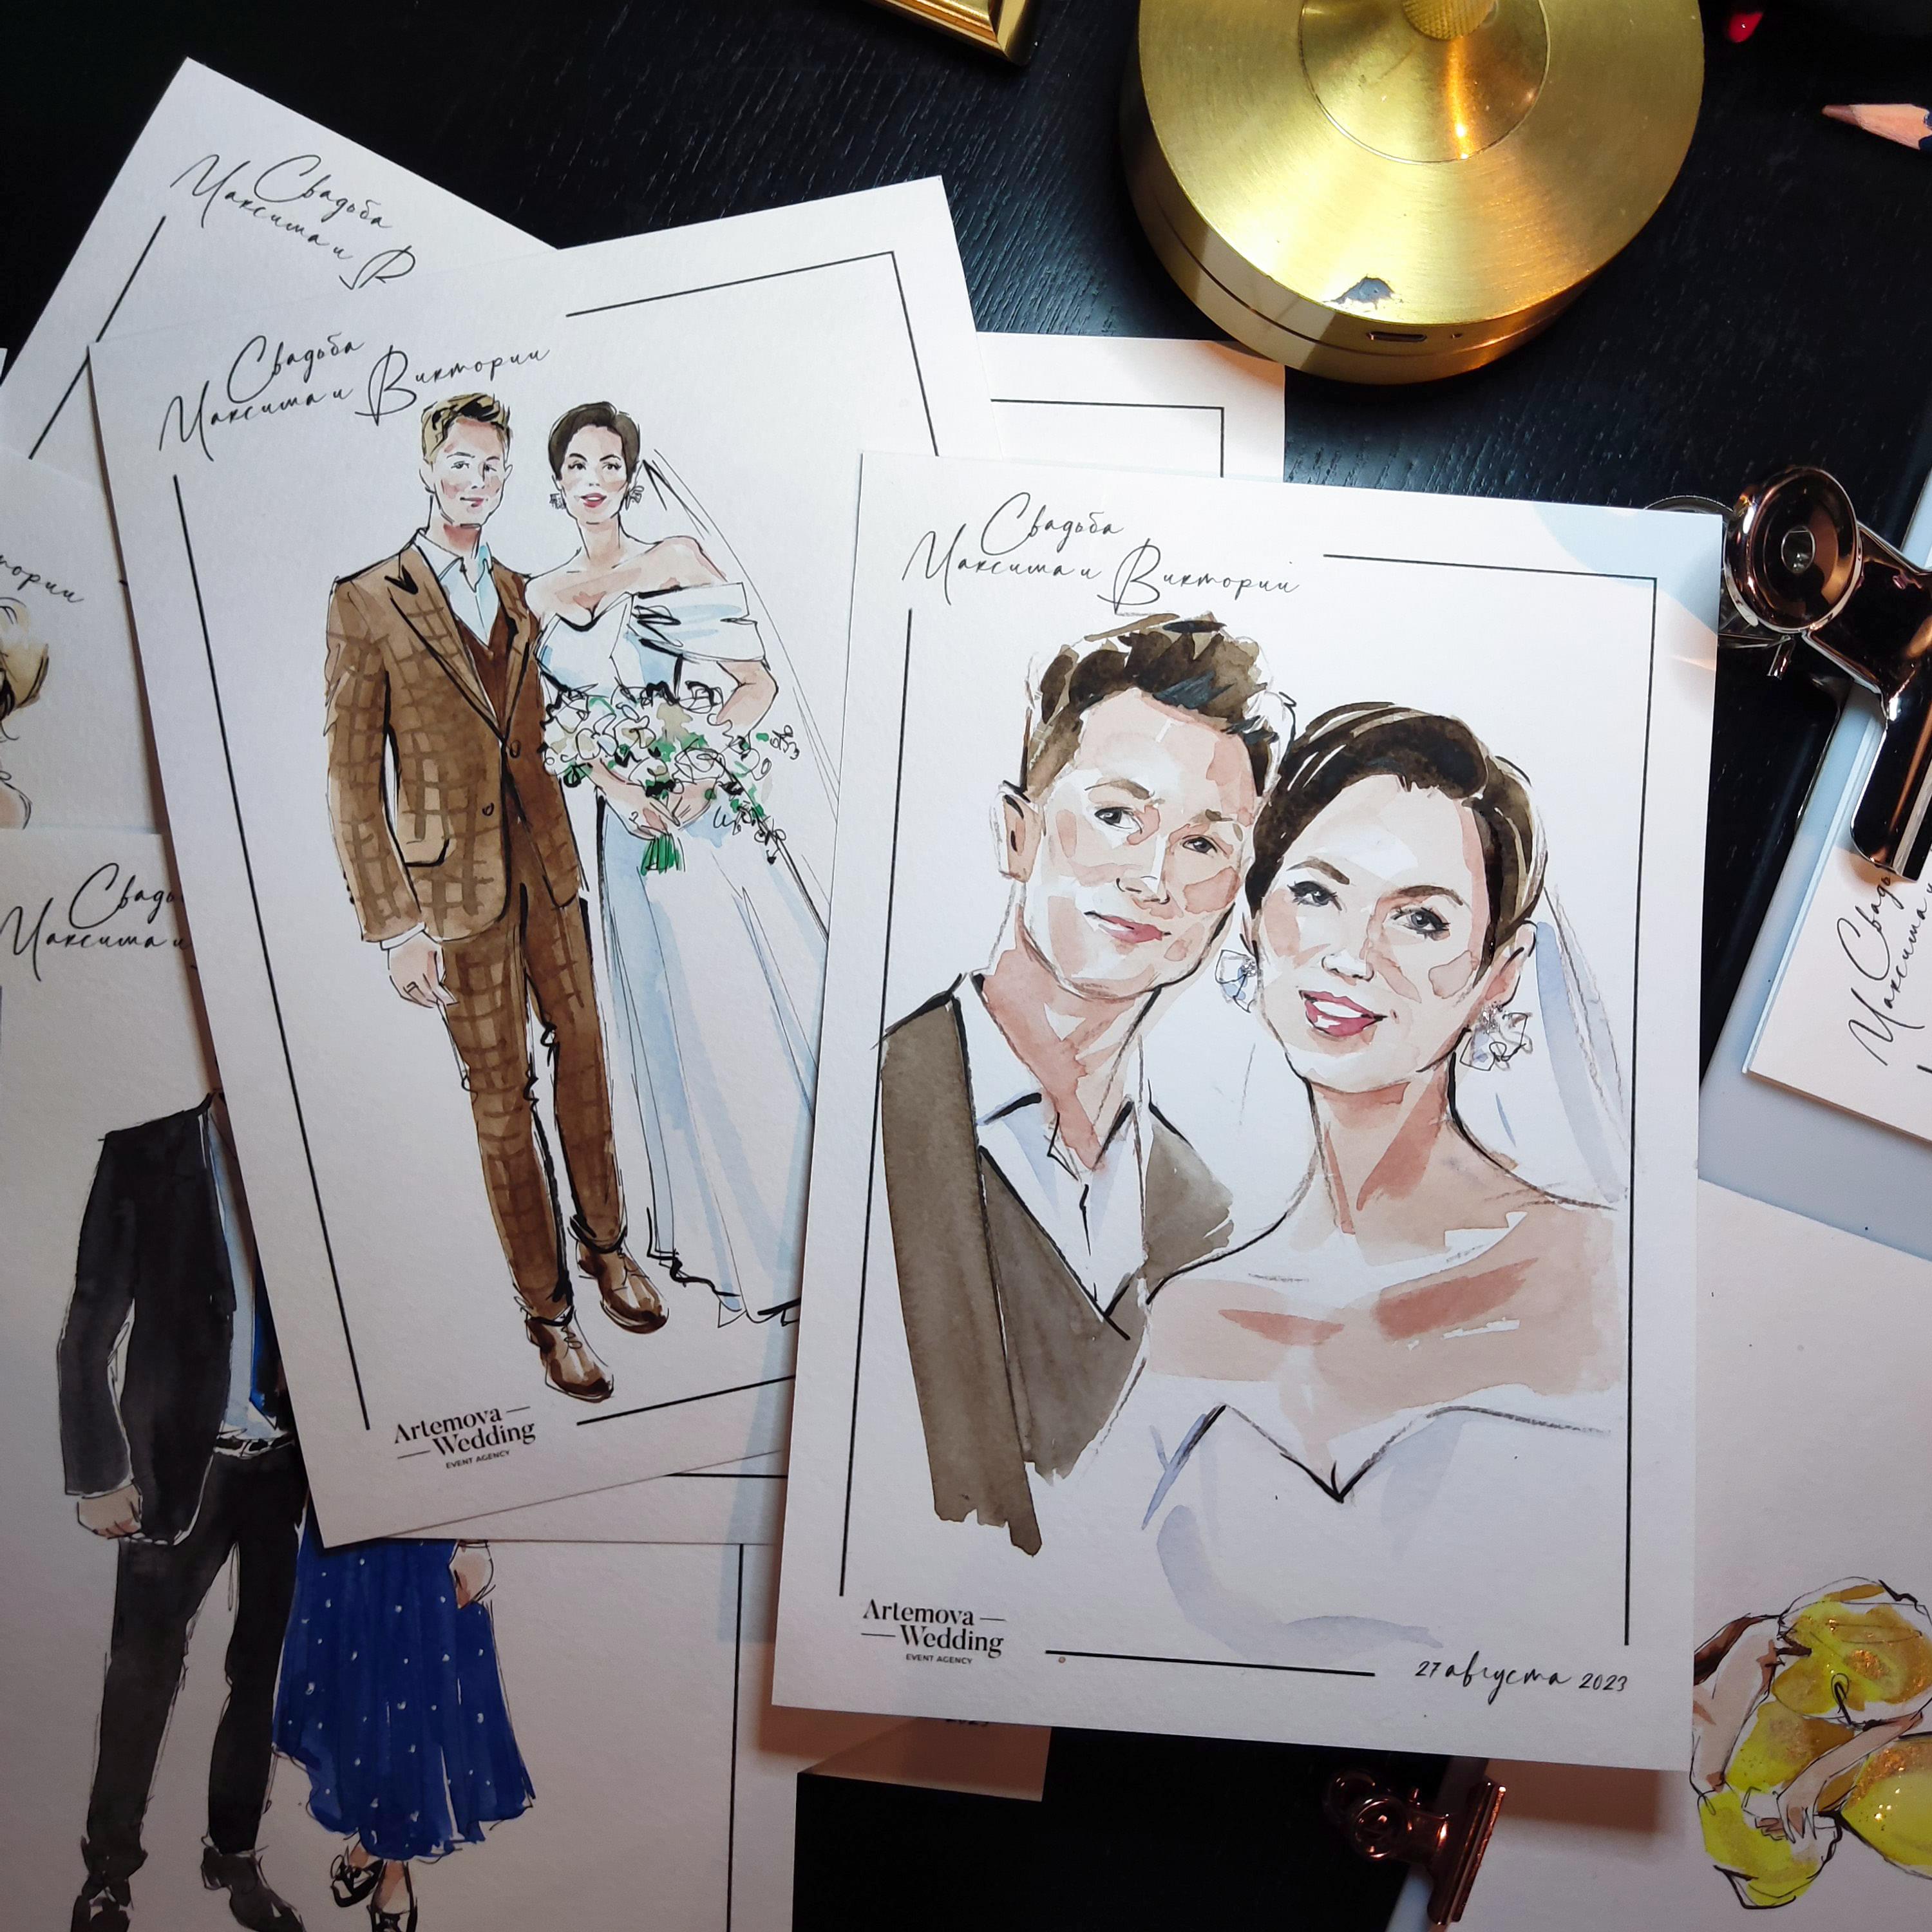 Свадьба
Максима и В
Свадьба
Максима и Виктории
Свадьба
Максима и Виктории
Свадьба
Максима и
Artemova
Wedding
EVENT AGENCY
Artemova
Wedding
EVENT AGENCY
27 августа 2023